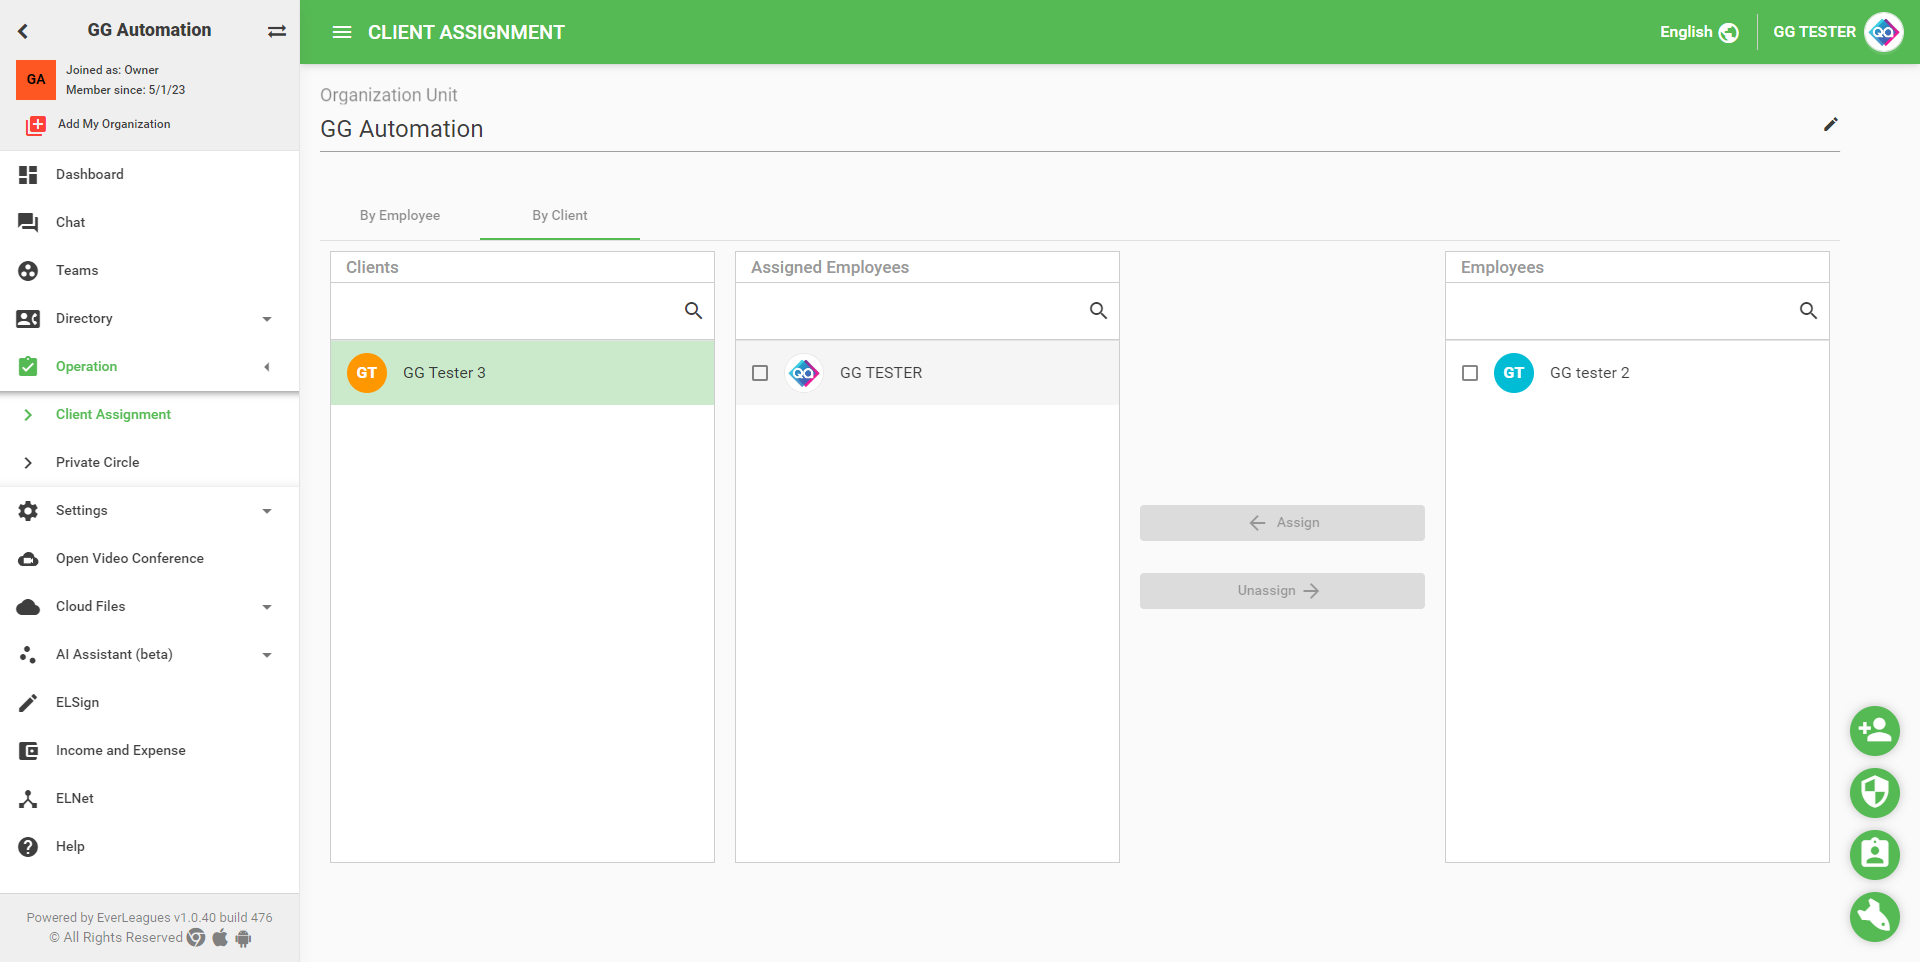 GG Automation
GA
Joined as: Owner
Member since: 5/1/23
Add My Organization
Dashboard
Chat
Teams
Directory
Operation
Client Assignment
Private Circle
Settings
Open Video Conference
Cloud Files
AI Assistant (beta)
ELSign
Income and Expense
ELNet
Help
Powered by EverLeagues v1.0.40 build 476
© All Rights Reserved
CLIENT ASSIGNMENT
English
GG TESTER
QA
Organization Unit
GG Automation
By Employee
By Client
Clients
GT
GG Tester 3
Assigned Employees
QA
GG TESTER
Assign
Unassign
Employees
GT
GG tester 2